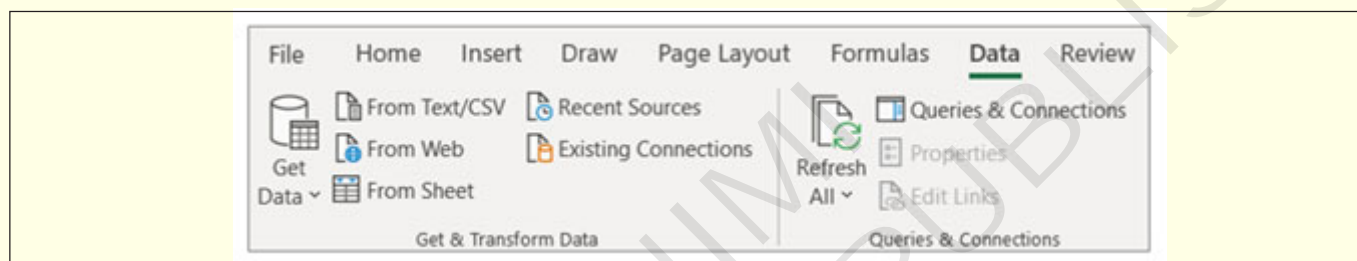 File Home Insert Draw Page Layout Formulas Data Review
From Text/CSV Recent Sources Queries & Connections
From Web Existing Connections Properties
Get Data From Sheet Refresh All Edit Links
Get & Transform Data Queries & Connections